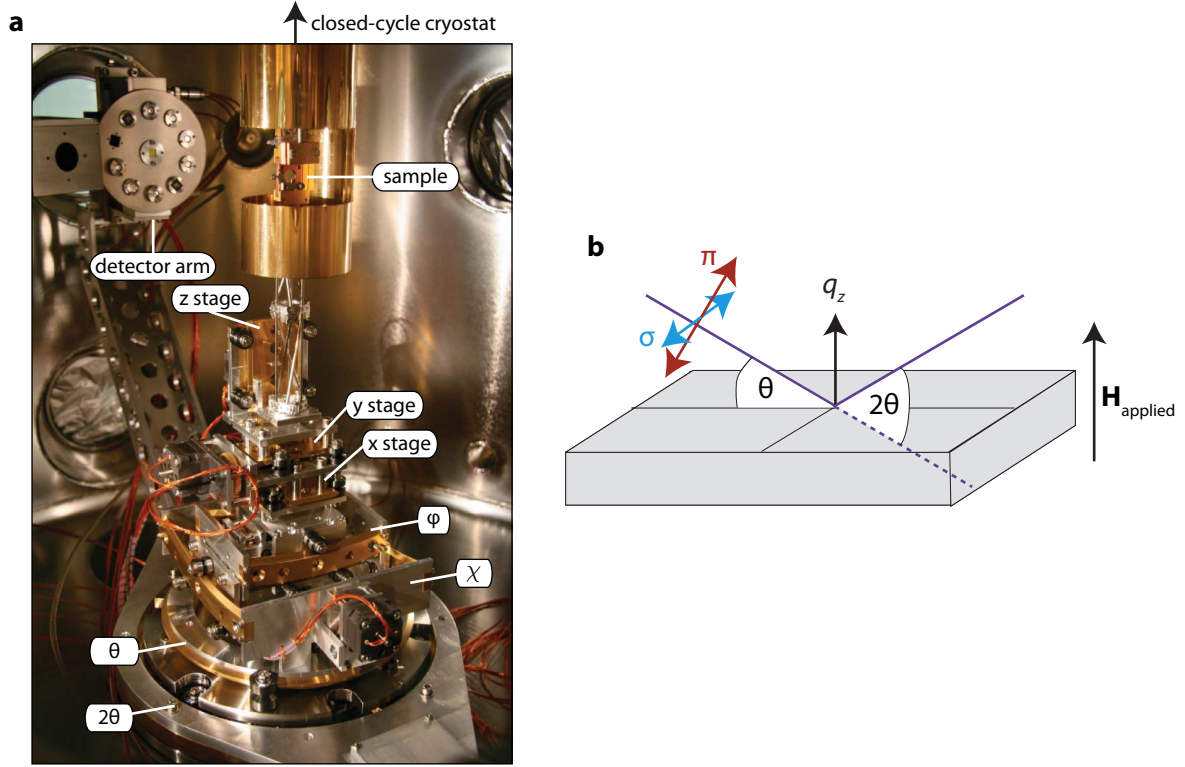 a
closed-cycle cryostat
sample
detector arm
z stage
y stage
x stage
φ
χ
θ
2θ
b
π
σ
q_z
θ
2θ
H_applied